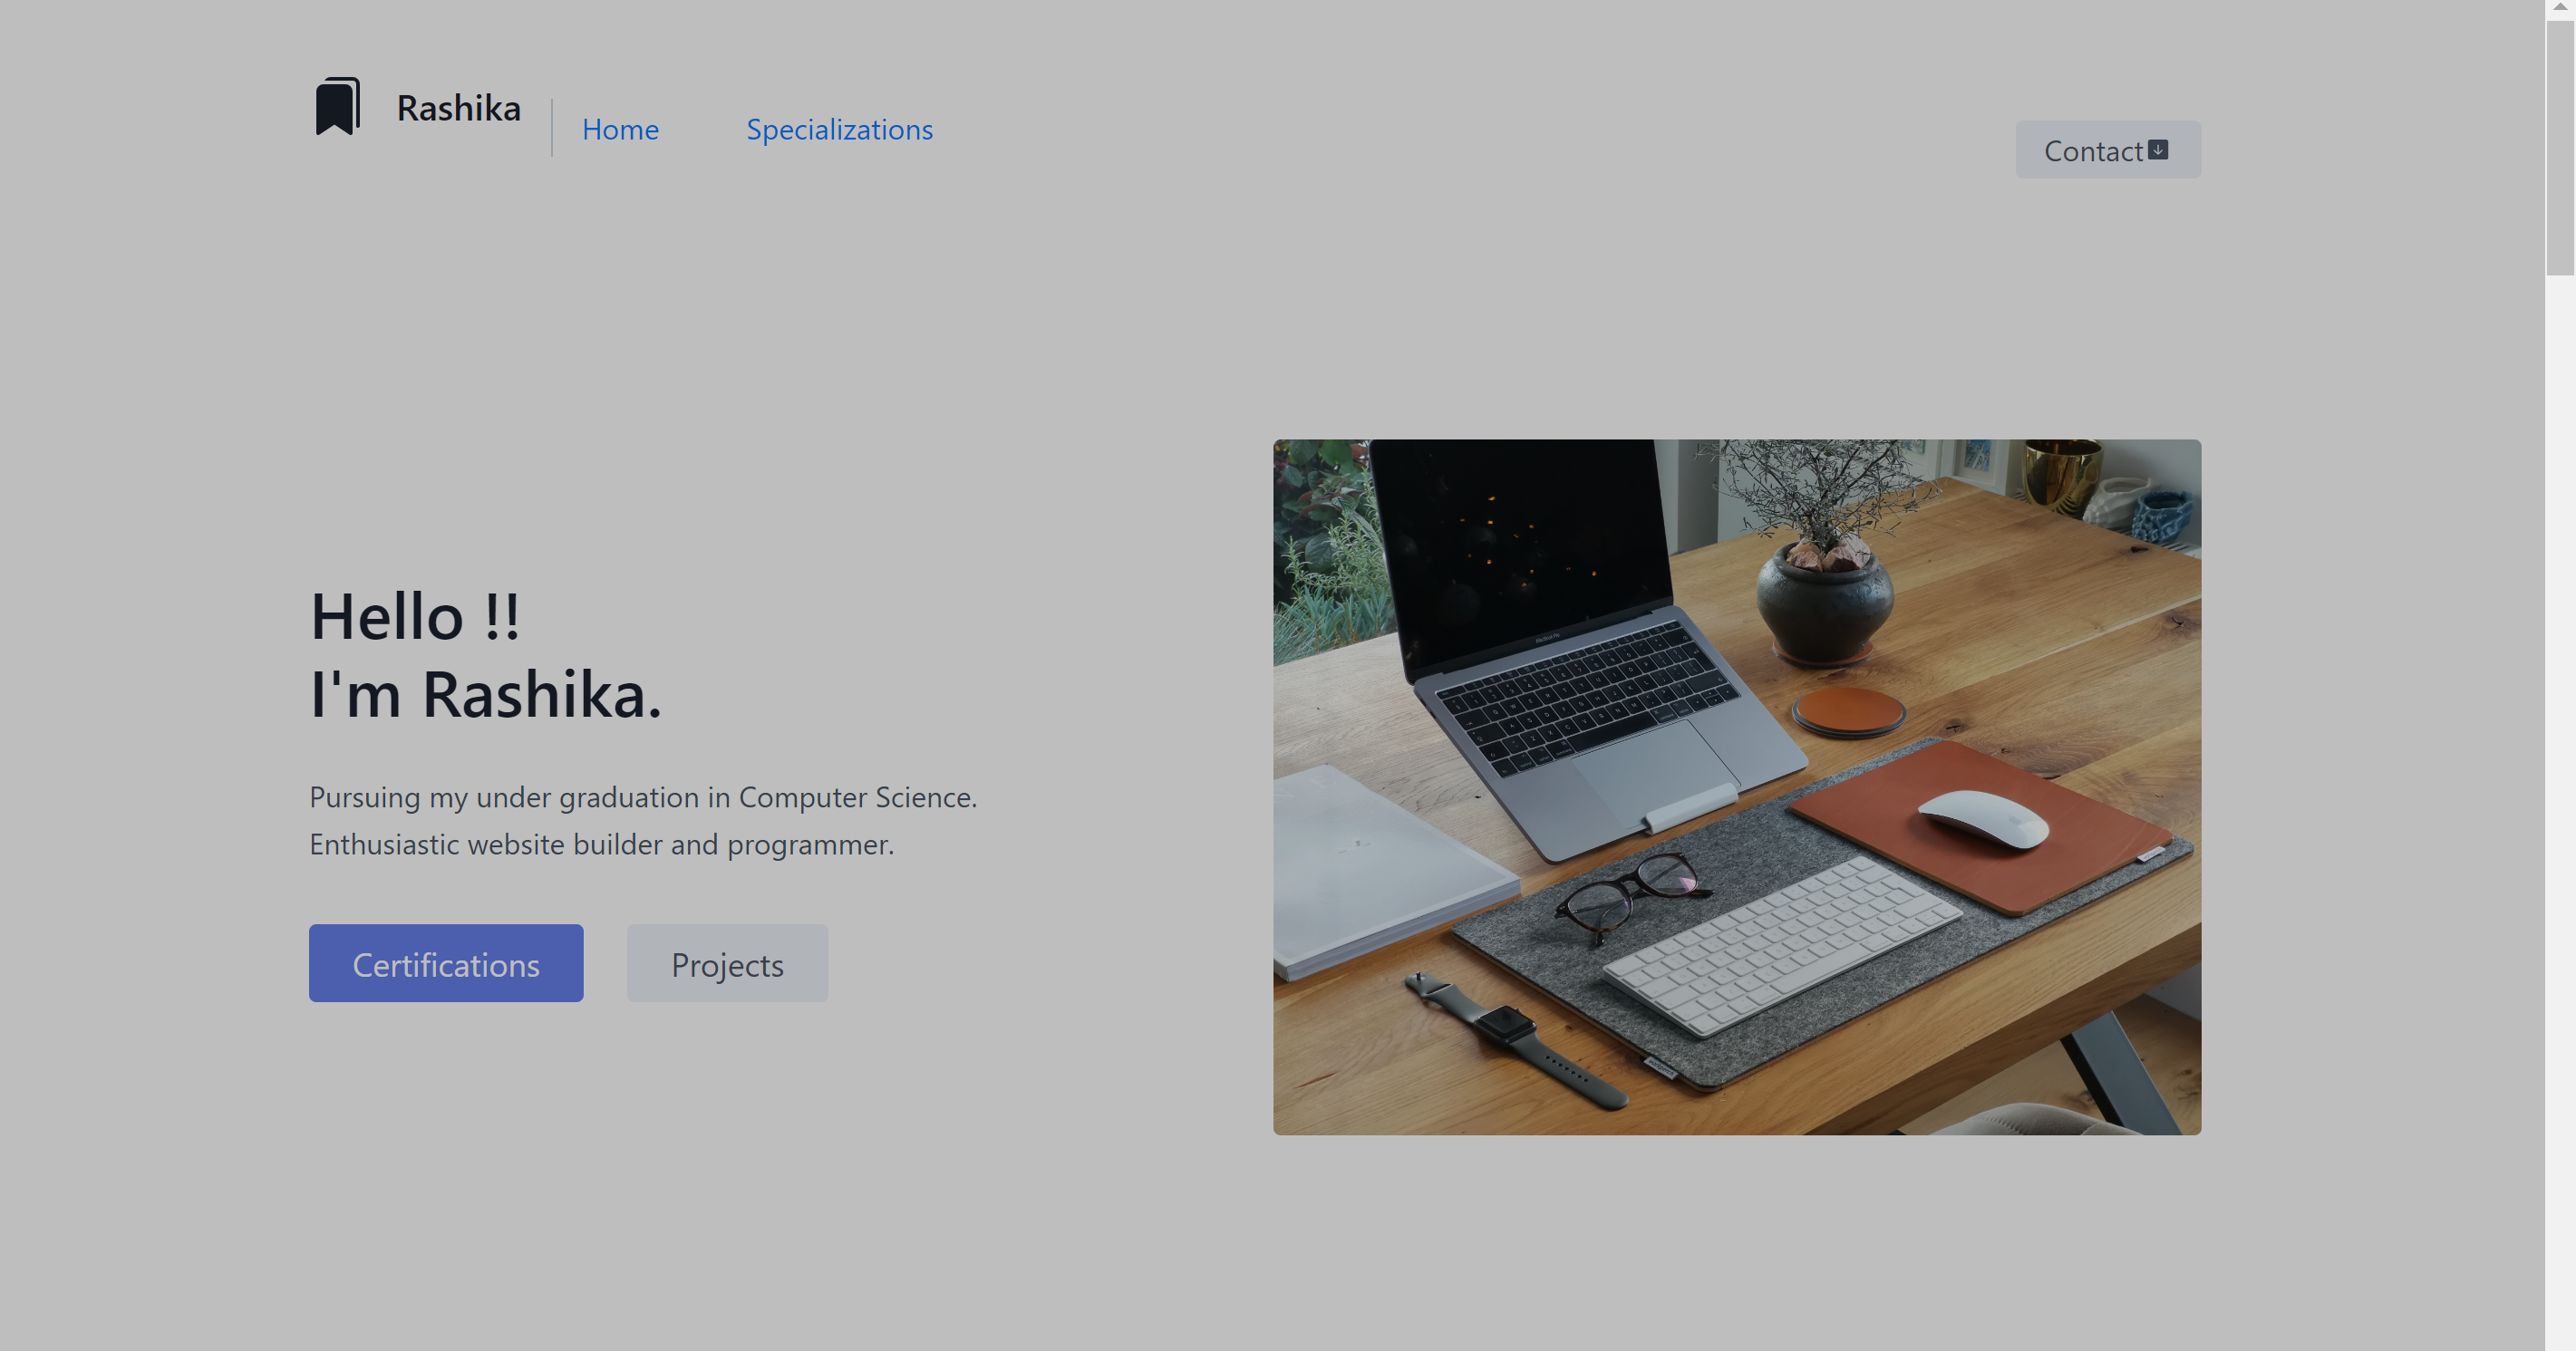 Rashika
Home
Specializations
Contact
Hello !!
I'm Rashika.
Pursuing my under graduation in Computer Science.
Enthusiastic website builder and programmer.
Certifications
Projects